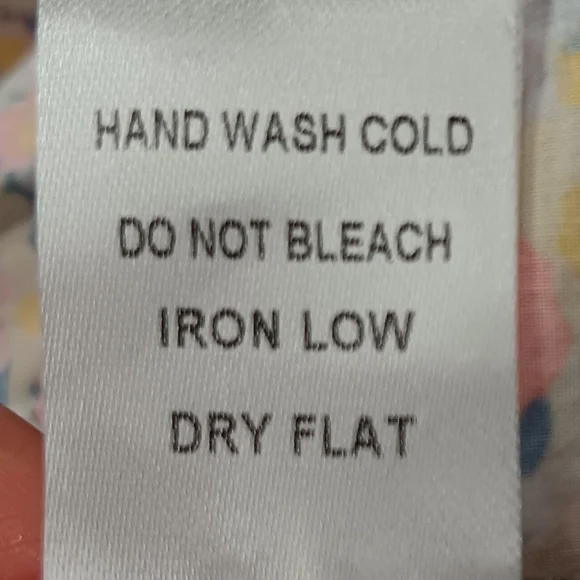 HAND WASH COLD
DO NOT BLEACH
IRON LOW
DRY FLAT